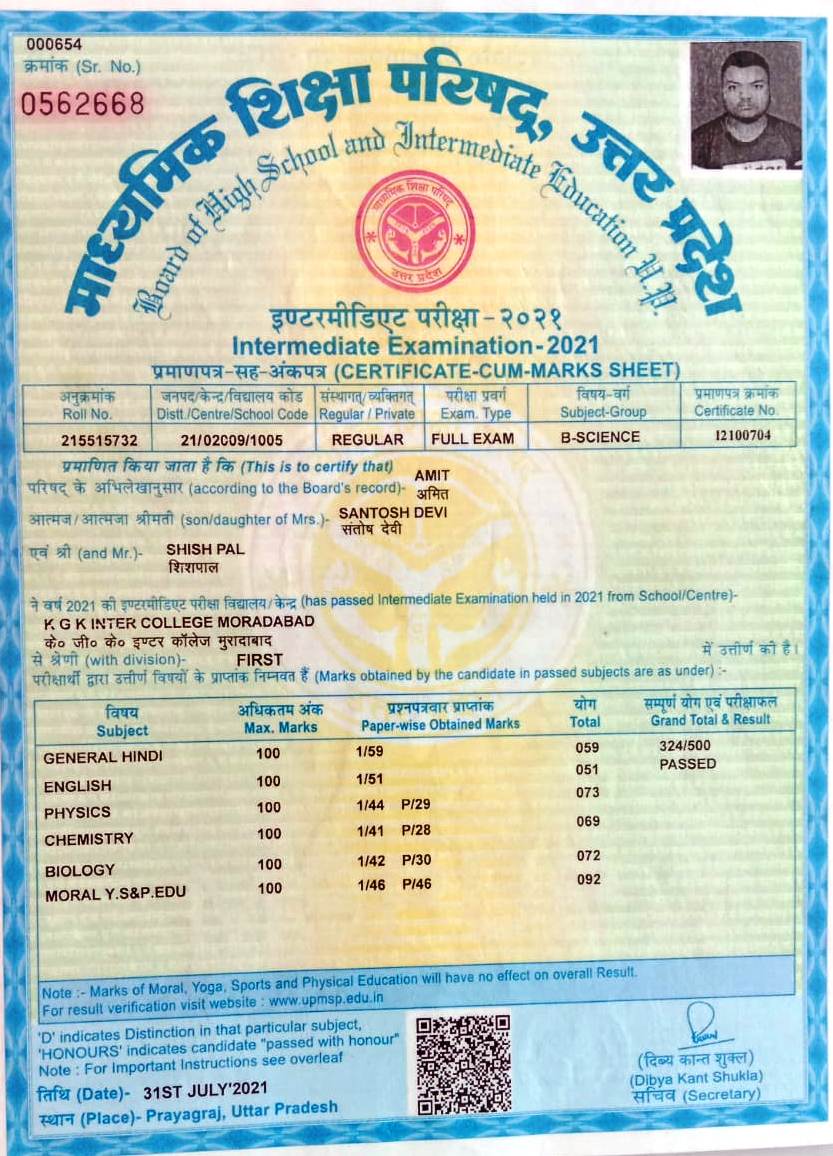 000654
क्रमांक (Sr. No.)
0562668
माध्यमिक शिक्षा परिषद्, उत्तर प्रदेश
Board of High School and Intermediate Education U.P.
माध्यमिक शिक्षा परिषद्
उत्तर प्रदेश
इण्टरमीडिएट परीक्षा - २०२१
Intermediate Examination - 2021
प्रमाणपत्र-सह-अंकपत्र (CERTIFICATE-CUM-MARKS SHEET)
अनुक्रमांक जनपद/केन्द्र/विद्यालय कोड संस्थागत/व्यक्तिगत परीक्षा प्रवर्ग विषय-वर्ग प्रमाणपत्र क्रमांक
Roll No. Distt./Centre/School Code Regular / Private Exam. Type Subject-Group Certificate No.
215515732 21/02009/1005 REGULAR FULL EXAM B-SCIENCE 12100704
प्रमाणित किया जाता है कि (This is to certify that) AMIT
परिषद् के अभिलेखानुसार (according to the Board's record)- अमित
आत्मज/आत्मजा श्रीमती (son/daughter of Mrs.)- SANTOSH DEVI
संतोष देवी
एवं श्री (and Mr.)- SHISH PAL
शिशपाल
ने वर्ष 2021 की इण्टरमीडिएट परीक्षा विद्यालय/केन्द्र (has passed Intermediate Examination held in 2021 from School/Centre)-
K G K INTER COLLEGE MORADABAD
के० जी० के० इण्टर कॉलेज मुरादाबाद में उत्तीर्ण की है।
से श्रेणी (with division)- FIRST
परीक्षार्थी द्वारा उत्तीर्ण विषयों के प्राप्तांक निम्नवत हैं (Marks obtained by the candidate in passed subjects are as under) :-
विषय अधिकतम अंक प्रश्नपत्रवार प्राप्तांक योग सम्पूर्ण योग एवं परीक्षाफल
Subject Max. Marks Paper-wise Obtained Marks Total Grand Total & Result
GENERAL HINDI 100 1/59 059 324/500
ENGLISH 100 1/51 051 PASSED
PHYSICS 100 1/44 P/29 073
CHEMISTRY 100 1/41 P/28 069
BIOLOGY 100 1/42 P/30 072
MORAL Y.S&P.EDU 100 1/46 P/46 092
Note :- Marks of Moral, Yoga, Sports and Physical Education will have no effect on overall Result.
For result verification visit website : www.upmsp.edu.in
'D' indicates Distinction in that particular subject,
'HONOURS' indicates candidate "passed with honour"
Note : For Important Instructions see overleaf
तिथि (Date)- 31ST JULY'2021
स्थान (Place)- Prayagraj, Uttar Pradesh
(दिब्य कान्त शुक्ल)
(Dibya Kant Shukla)
सचिव (Secretary)